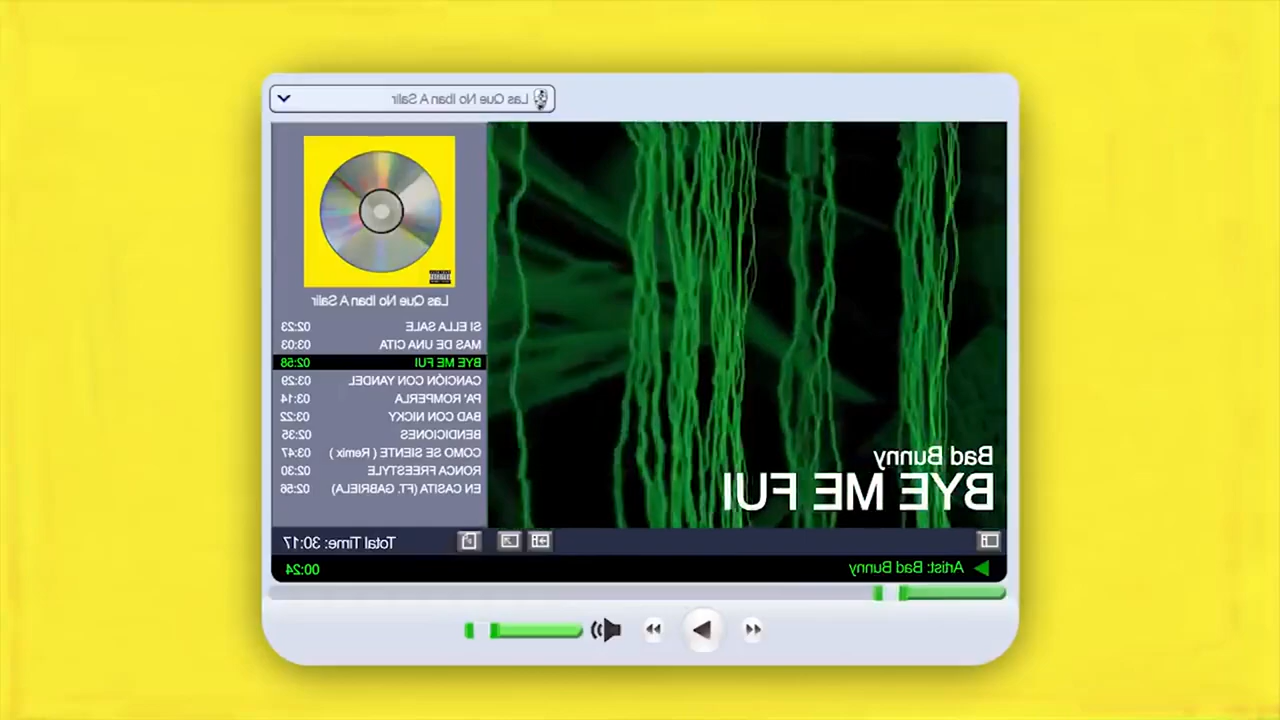 Las Que No Iban A Salir
Las Que No Iban A Salir
SI ELLA SALE 02:23
MAS DE UNA CITA 03:03
BYE ME FUI 02:58
CANCIÓN CON YANDEL 03:29
PA' ROMPERLA 03:14
BAD CON NICKY 03:22
BENDICIONES 02:35
COMO SE SIENTE ( Remix ) 03:47
RONCA FREESTYLE 02:30
EN CASITA (FT. GABRIELA) 02:56
Bad Bunny
BYE ME FUI
Total Time: 30:17
Artist: Bad Bunny
00:24